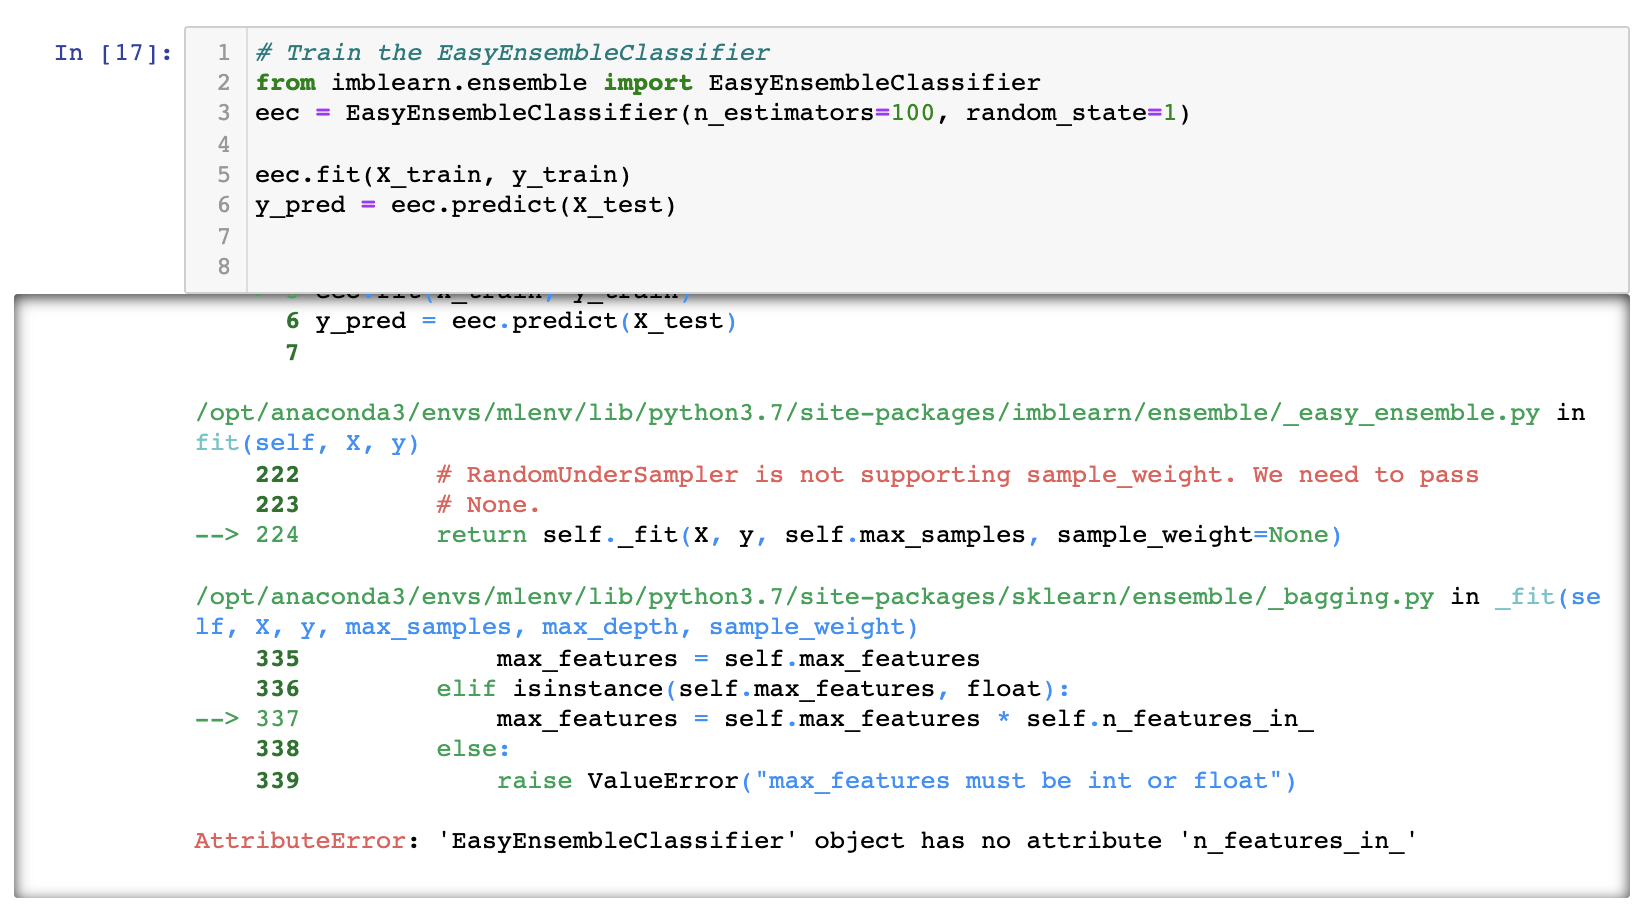 In [17]:
1 # Train the EasyEnsembleClassifier
2 from imblearn.ensemble import EasyEnsembleClassifier
3 eec = EasyEnsembleClassifier(n_estimators=100, random_state=1)
4
5 eec.fit(X_train, y_train)
6 y_pred = eec.predict(X_test)
7
8
eec.fit(X_train, y_train)
6 y_pred = eec.predict(X_test)
7
/opt/anaconda3/envs/mlenv/lib/python3.7/site-packages/imblearn/ensemble/_easy_ensemble.py in
fit(self, X, y)
222 # RandomUnderSampler is not supporting sample_weight. We need to pass
223 # None.
--> 224 return self._fit(X, y, self.max_samples, sample_weight=None)
/opt/anaconda3/envs/mlenv/lib/python3.7/site-packages/sklearn/ensemble/_bagging.py in _fit(se
lf, X, y, max_samples, max_depth, sample_weight)
335 max_features = self.max_features
336 elif isinstance(self.max_features, float):
--> 337 max_features = self.max_features * self.n_features_in_
338 else:
339 raise ValueError("max_features must be int or float")
AttributeError: 'EasyEnsembleClassifier' object has no attribute 'n_features_in_'